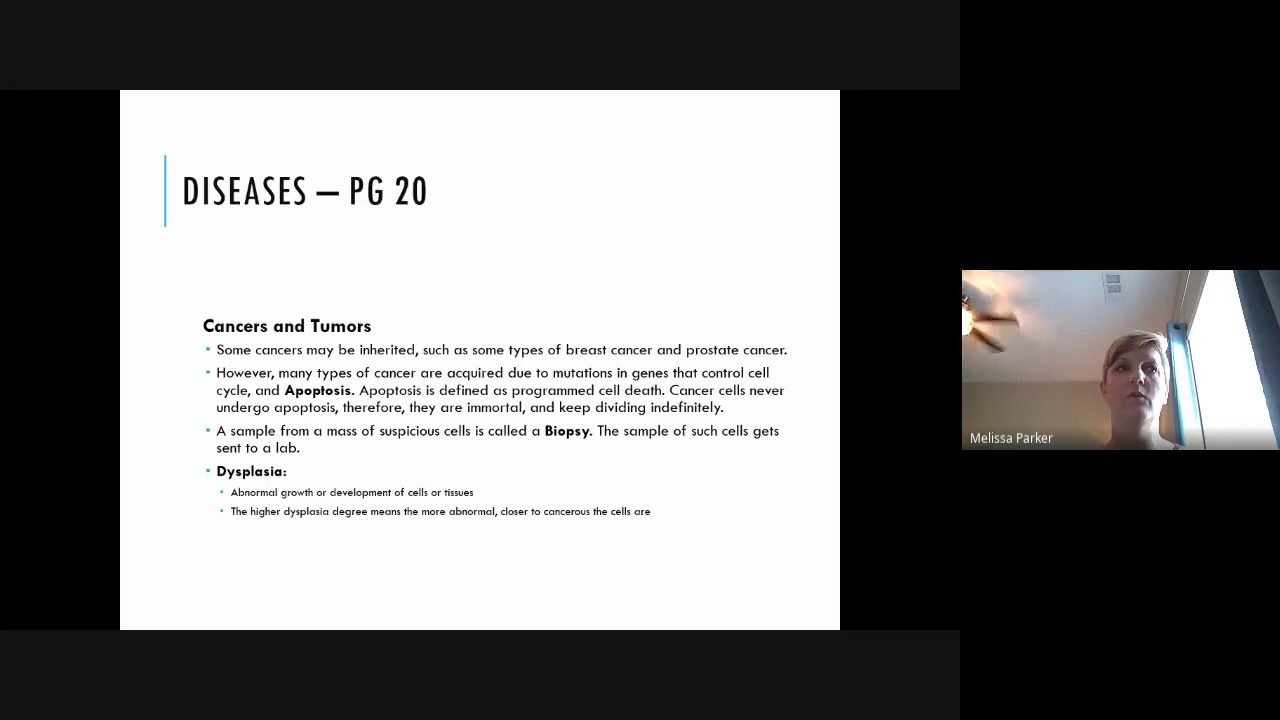 DISEASES – PG 20
Cancers and Tumors
• Some cancers may be inherited, such as some types of breast cancer and prostate cancer.
• However, many types of cancer are acquired due to mutations in genes that control cell
cycle, and Apoptosis. Apoptosis is defined as programmed cell death. Cancer cells never
undergo apoptosis, therefore, they are immortal, and keep dividing indefinitely.
• A sample from a mass of suspicious cells is called a Biopsy. The sample of such cells gets
sent to a lab.
• Dysplasia:
• Abnormal growth or development of cells or tissues
• The higher dysplasia degree means the more abnormal, closer to cancerous the cells are
Melissa Parker